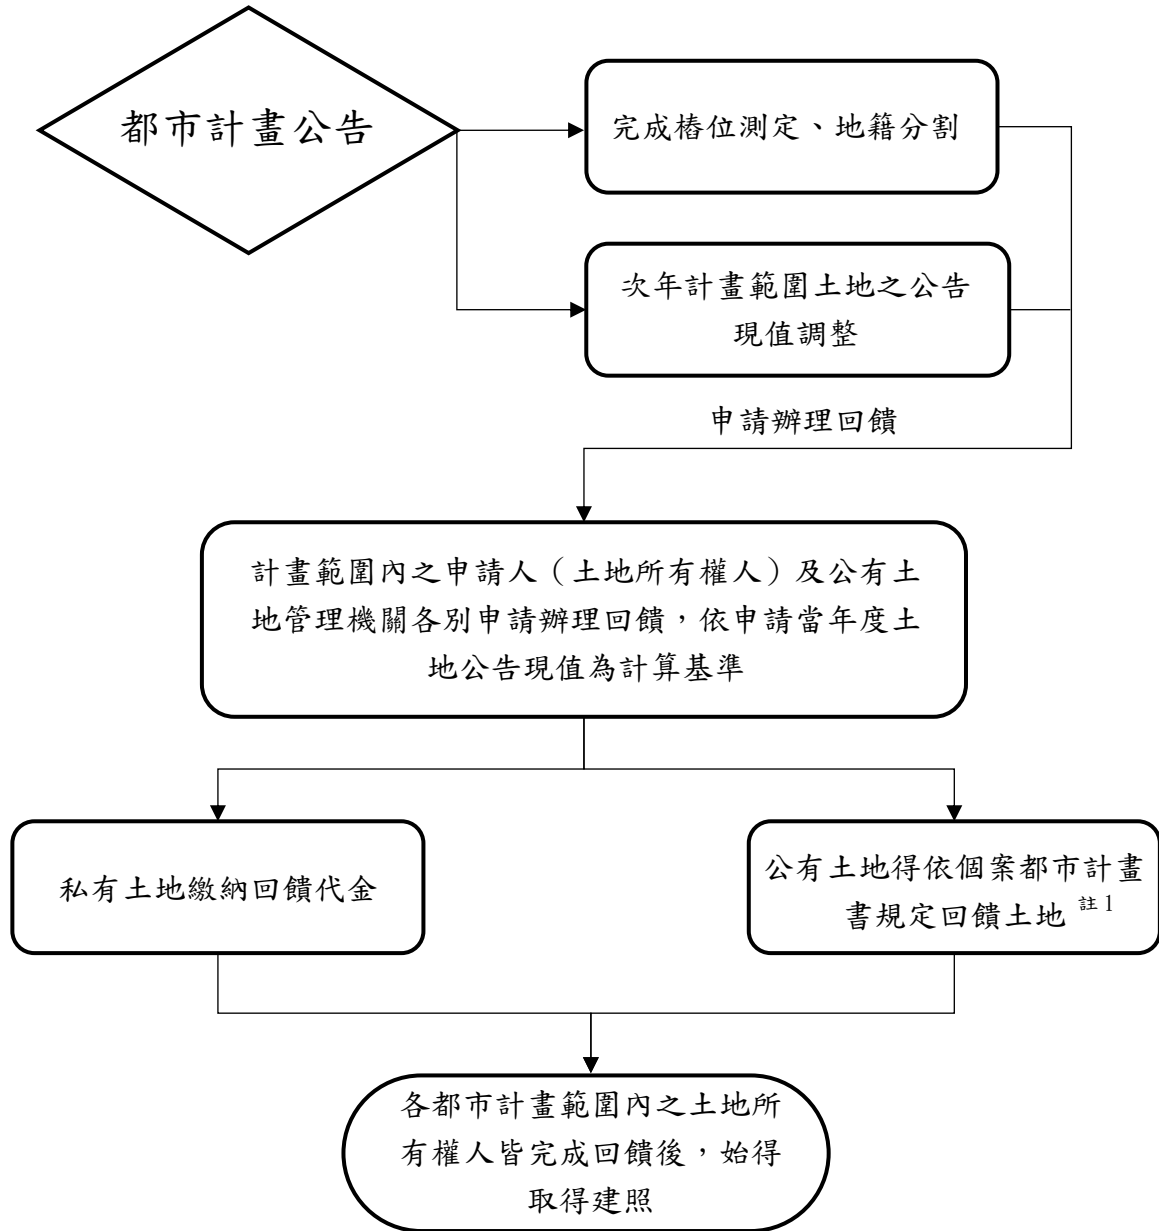 都市計畫公告
完成樁位測定、地籍分割
次年計畫範圍土地之公告
現值調整
申請辦理回饋
計畫範圍內之申請人（土地所有權人）及公有土
地管理機關各別申請辦理回饋，依申請當年度土
地公告現值為計算基準
私有土地繳納回饋代金
公有土地得依個案都市計畫
書規定回饋土地 註1
各都市計畫範圍內之土地所
有權人皆完成回饋後，始得
取得建照